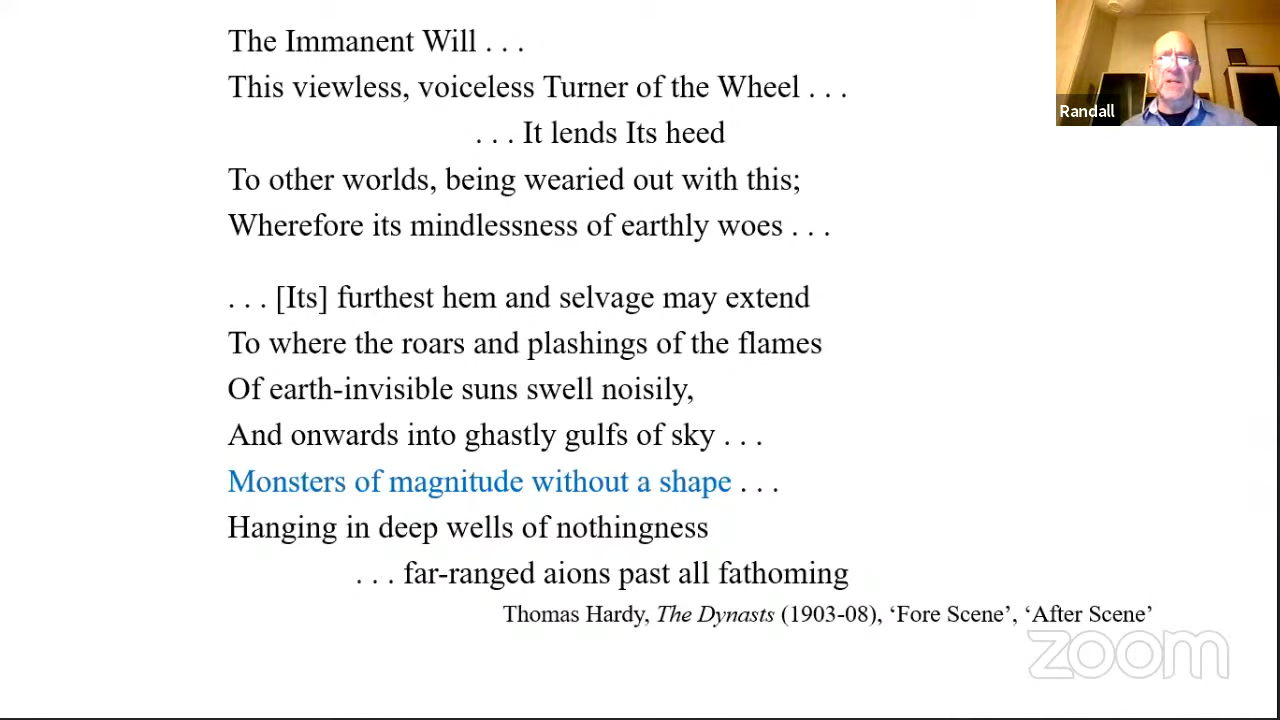 The Immanent Will . . .
This viewless, voiceless Turner of the Wheel . . .
. . . It lends Its heed
To other worlds, being wearied out with this;
Wherefore its mindlessness of earthly woes . . .
. . . [Its] furthest hem and selvage may extend
To where the roars and plashings of the flames
Of earth-invisible suns swell noisily,
And onwards into ghastly gulfs of sky . . .
Monsters of magnitude without a shape . . .
Hanging in deep wells of nothingness
. . . far-ranged aions past all fathoming
Thomas Hardy, The Dynasts (1903-08), ‘Fore Scene’, ‘After Scene’
Randall
zoom